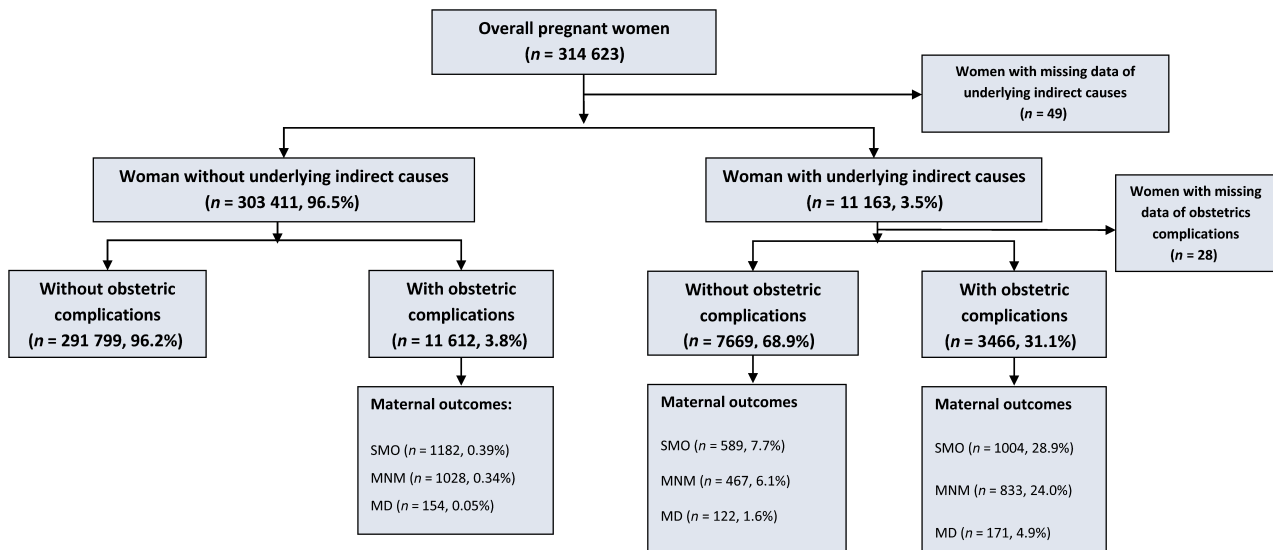 Overall pregnant women
(n = 314 623)
Women with missing data of
underlying indirect causes
(n = 49)
Woman without underlying indirect causes
(n = 303 411, 96.5%)
Woman with underlying indirect causes
(n = 11 163, 3.5%)
Women with missing
data of obstetrics
complications
(n = 28)
Without obstetric
complications
(n = 291 799, 96.2%)
With obstetric
complications
(n = 11 612, 3.8%)
Without obstetric
complications
(n = 7669, 68.9%)
With obstetric
complications
(n = 3466, 31.1%)
Maternal outcomes:
SMO (n = 1182, 0.39%)
MNM (n = 1028, 0.34%)
MD (n = 154, 0.05%)
Maternal outcomes
SMO (n = 589, 7.7%)
MNM (n = 467, 6.1%)
MD (n = 122, 1.6%)
Maternal outcomes
SMO (n = 1004, 28.9%)
MNM (n = 833, 24.0%)
MD (n = 171, 4.9%)